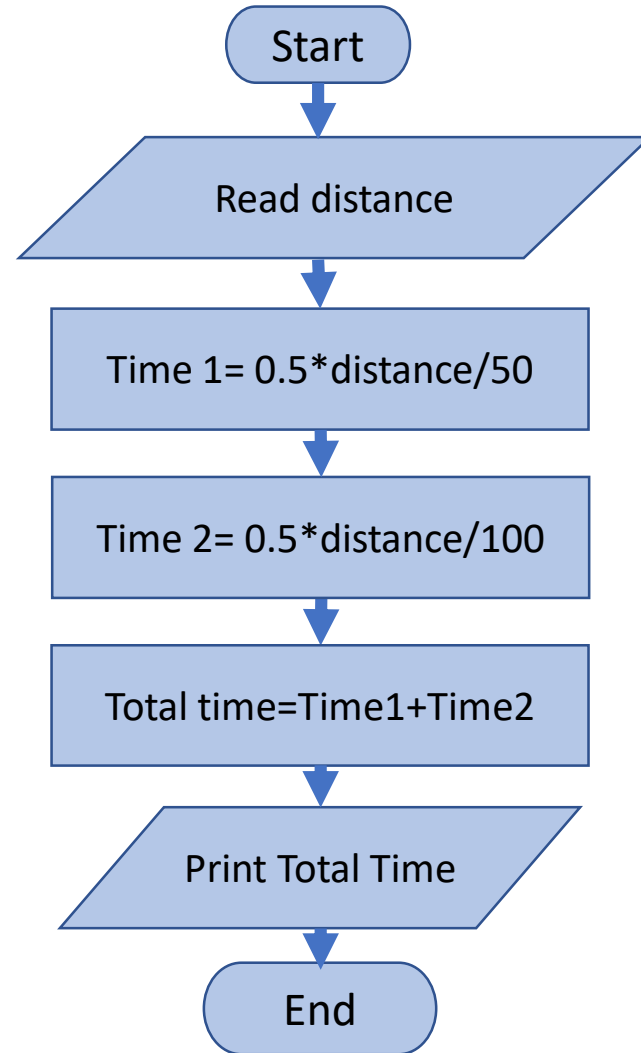 Start
Read distance
Time 1= 0.5*distance/50
Time 2= 0.5*distance/100
Total time=Time1+Time2
Print Total Time
End